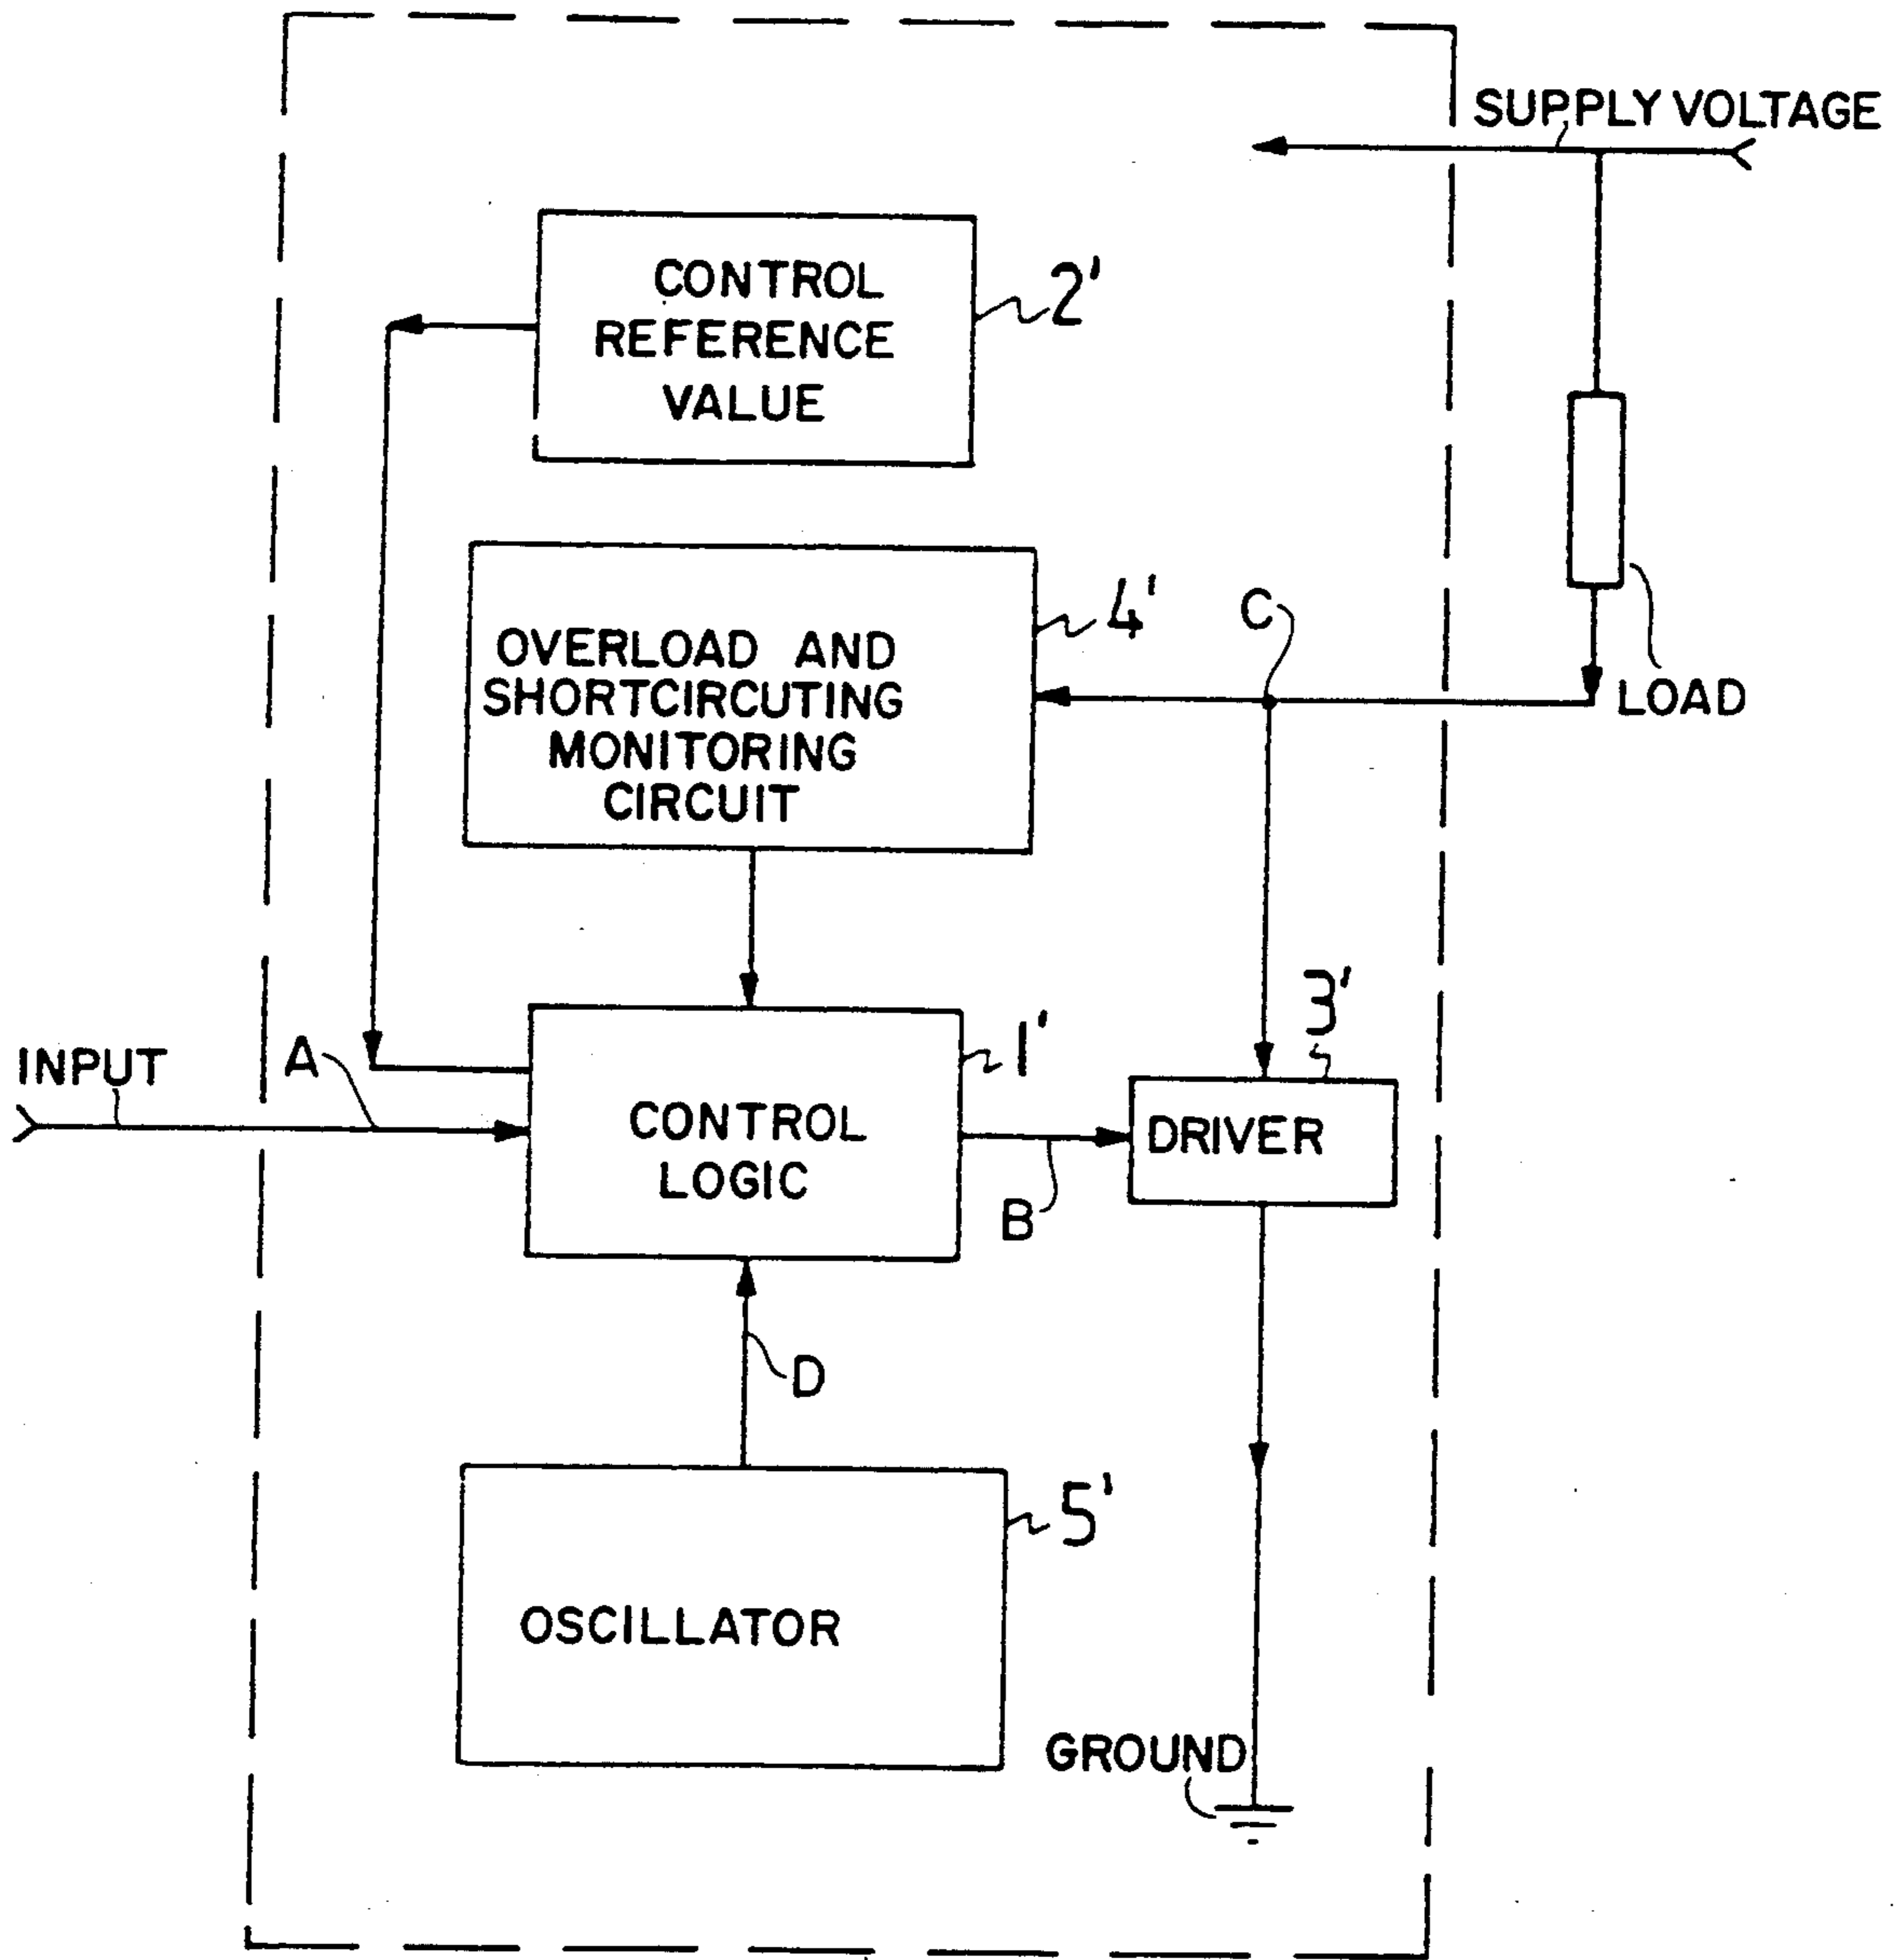 SUPPLY VOLTAGE
CONTROL
REFERENCE
VALUE
2'
OVERLOAD AND
SHORTCIRCUTING
MONITORING
CIRCUIT
4'
C
LOAD
INPUT
A
CONTROL
LOGIC
1'
B
3'
DRIVER
D
OSCILLATOR
5'
GROUND